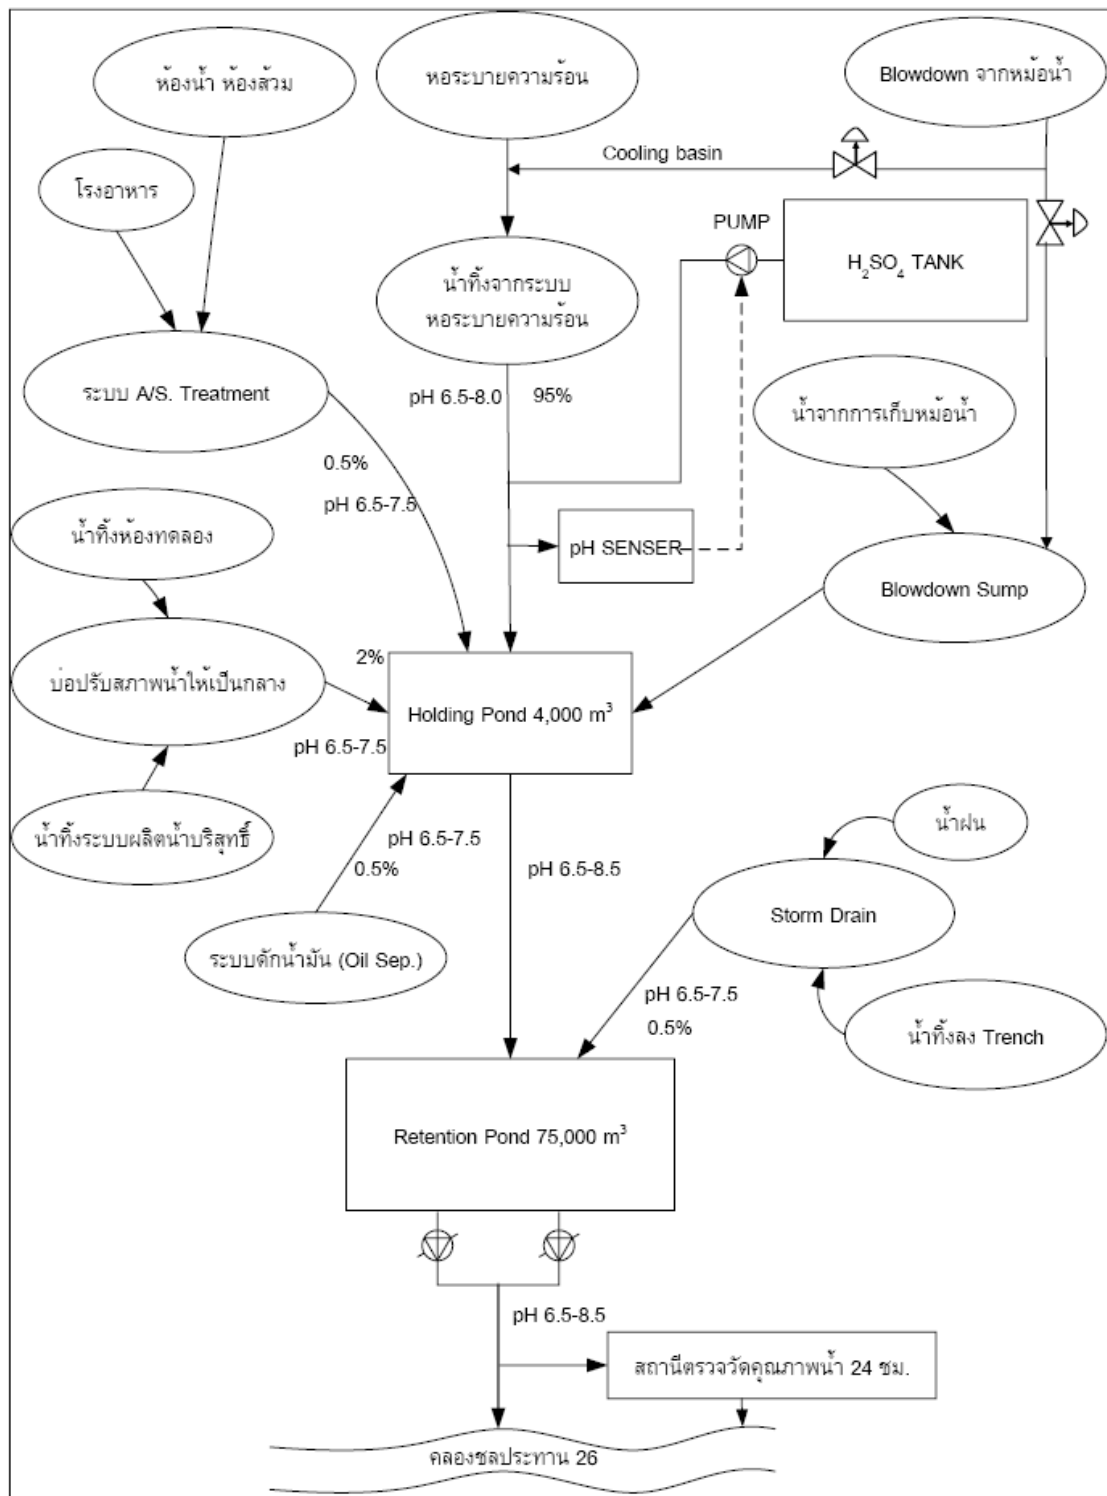 ห้องน้ำ ห้องส้วม
หอระบายความร้อน
Blowdown จากหม้อน้ำ
Cooling basin
โรงอาหาร
PUMP
H₂SO₄ TANK
น้ำทิ้งจากระบบ
หอระบายความร้อน
ระบบ A/S. Treatment
pH 6.5-8.0
95%
น้ำจากการเก็บหม้อน้ำ
0.5%
pH 6.5-7.5
น้ำทิ้งห้องทดลอง
pH SENSER
Blowdown Sump
2%
บ่อปรับสภาพน้ำให้เป็นกลาง
Holding Pond 4,000 m³
pH 6.5-7.5
น้ำทิ้งระบบผลิตน้ำบริสุทธิ์
pH 6.5-7.5
0.5%
pH 6.5-8.5
น้ำฝน
Storm Drain
ระบบดักน้ำมัน (Oil Sep.)
pH 6.5-7.5
0.5%
น้ำทิ้งลง Trench
Retention Pond 75,000 m³
pH 6.5-8.5
สถานีตรวจวัดคุณภาพน้ำ 24 ชม.
คลองชลประทาน 26